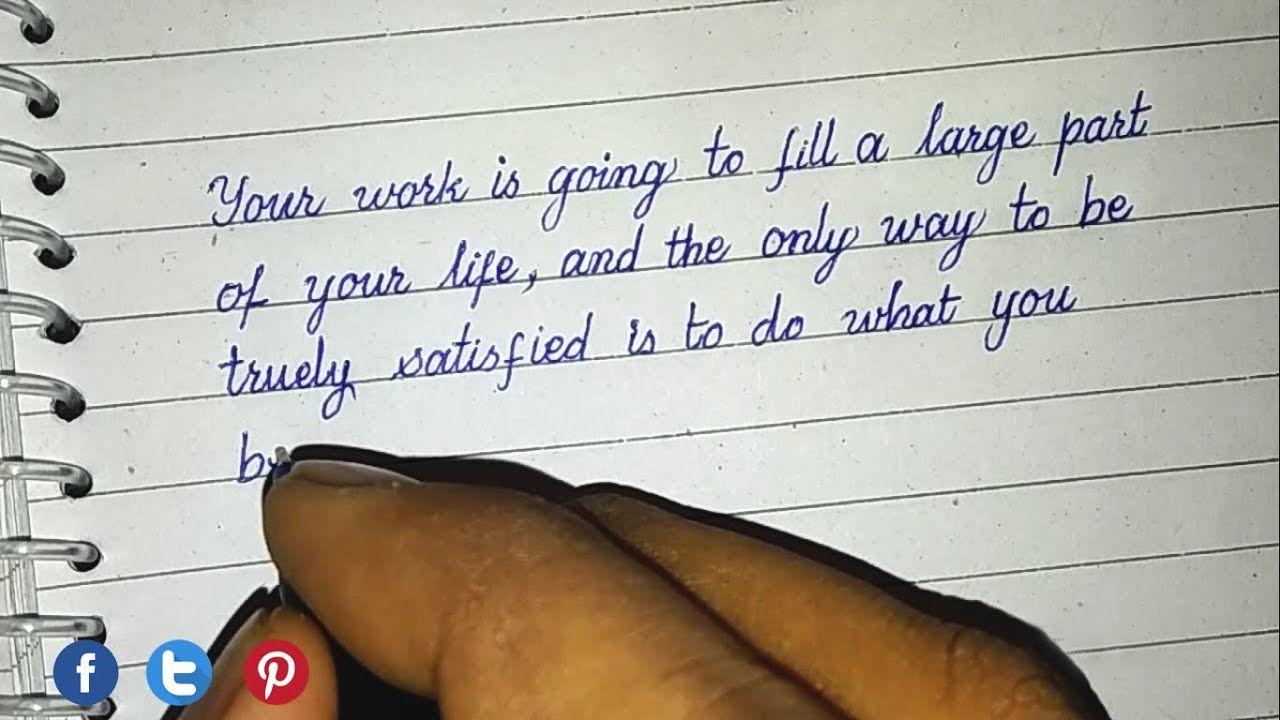 Your work is going to fill a large part
of your life, and the only way to be
truely satisfied is to do what you